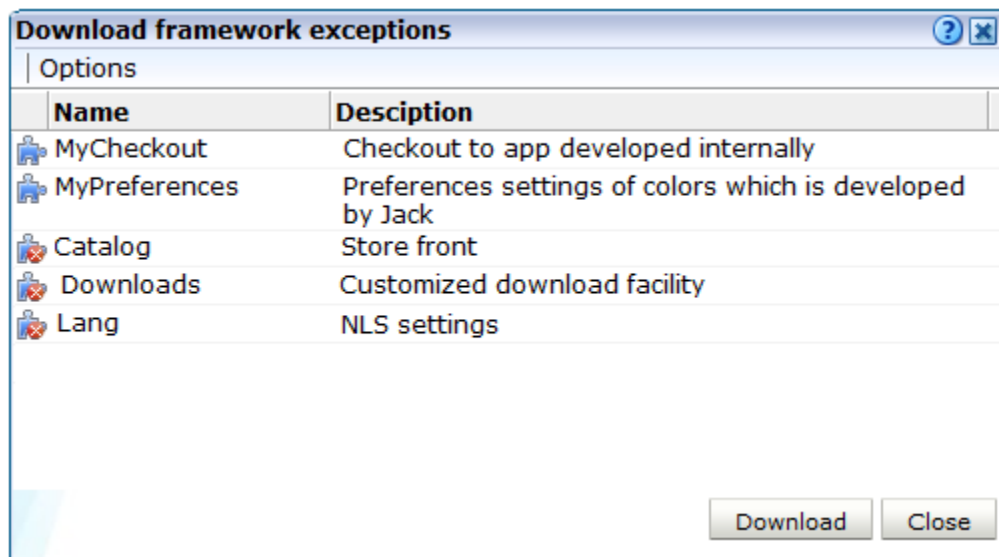 Download framework exceptions
Options
Name Desciption
MyCheckout Checkout to app developed internally
MyPreferences Preferences settings of colors which is developed
by Jack
Catalog Store front
Downloads Customized download facility
Lang NLS settings
Download Close